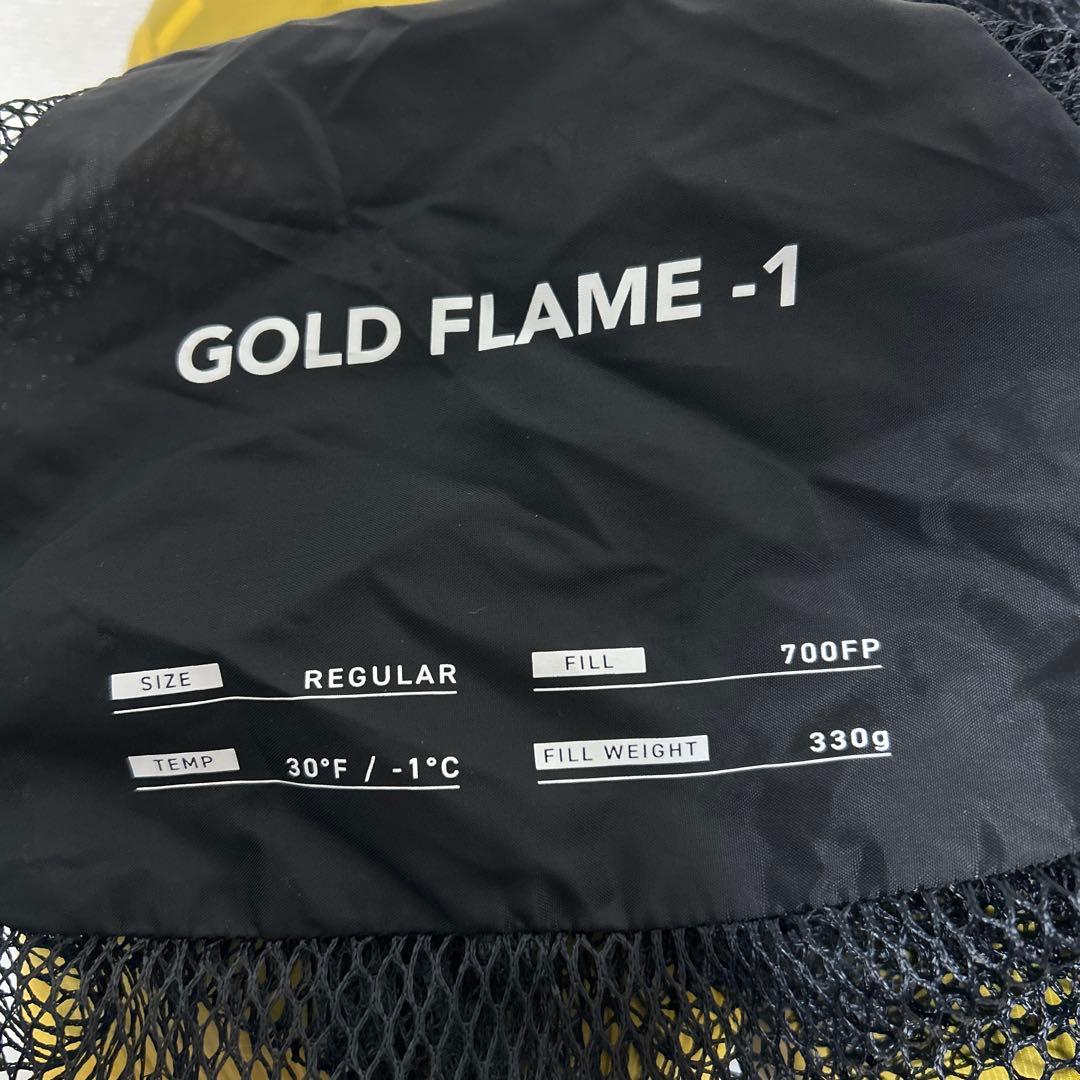 GOLD FLAME -1
SIZE REGULAR
FILL 700FP
TEMP 30°F / -1°C
FILL WEIGHT 330g